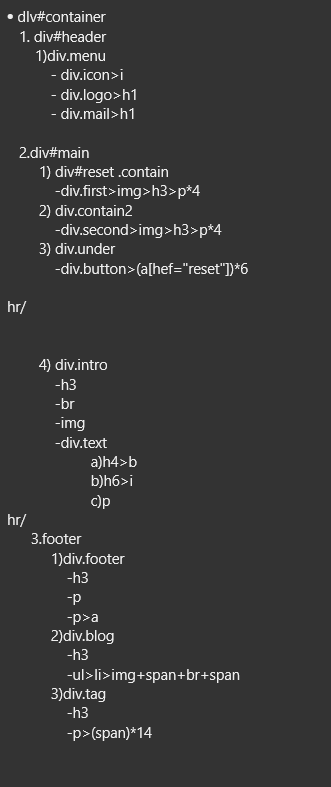 • dlv#container
1. div#header
1)div.menu
- div.icon>i
- div.logo>h1
- div.mail>h1
2.div#main
1) div#reset .contain
-div.first>img>h3>p*4
2) div.contain2
-div.second>img>h3>p*4
3) div.under
-div.button>(a[hef="reset"])*6
hr/
4) div.intro
-h3
-br
-img
-div.text
a)h4>b
b)h6>i
c)p
hr/
3.footer
1)div.footer
-h3
-p
-p>a
2)div.blog
-h3
-ul>li>img+span+br+span
3)div.tag
-h3
-p>(span)*14